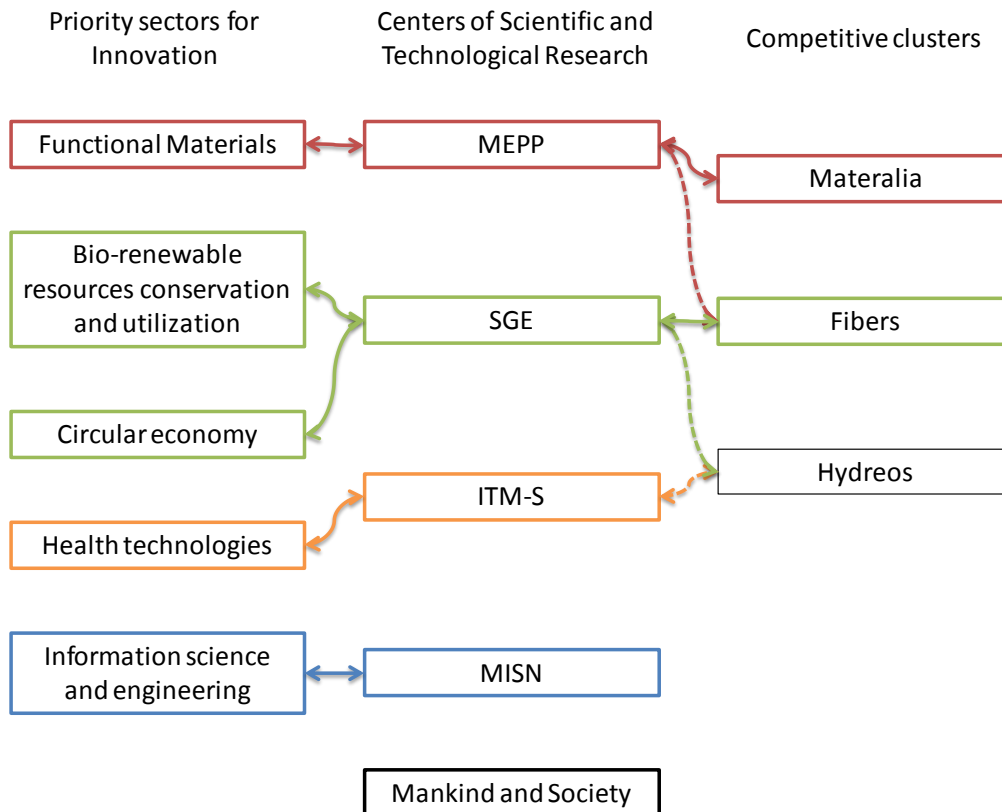 Priority sectors for
Innovation
Centers of Scientific and
Technological Research
Competitive clusters
Functional Materials
MEPP
Materalia
Bio-renewable
resources conservation
and utilization
SGE
Fibers
Circular economy
ITM-S
Hydreos
Health technologies
Information science
and engineering
MISN
Mankind and Society